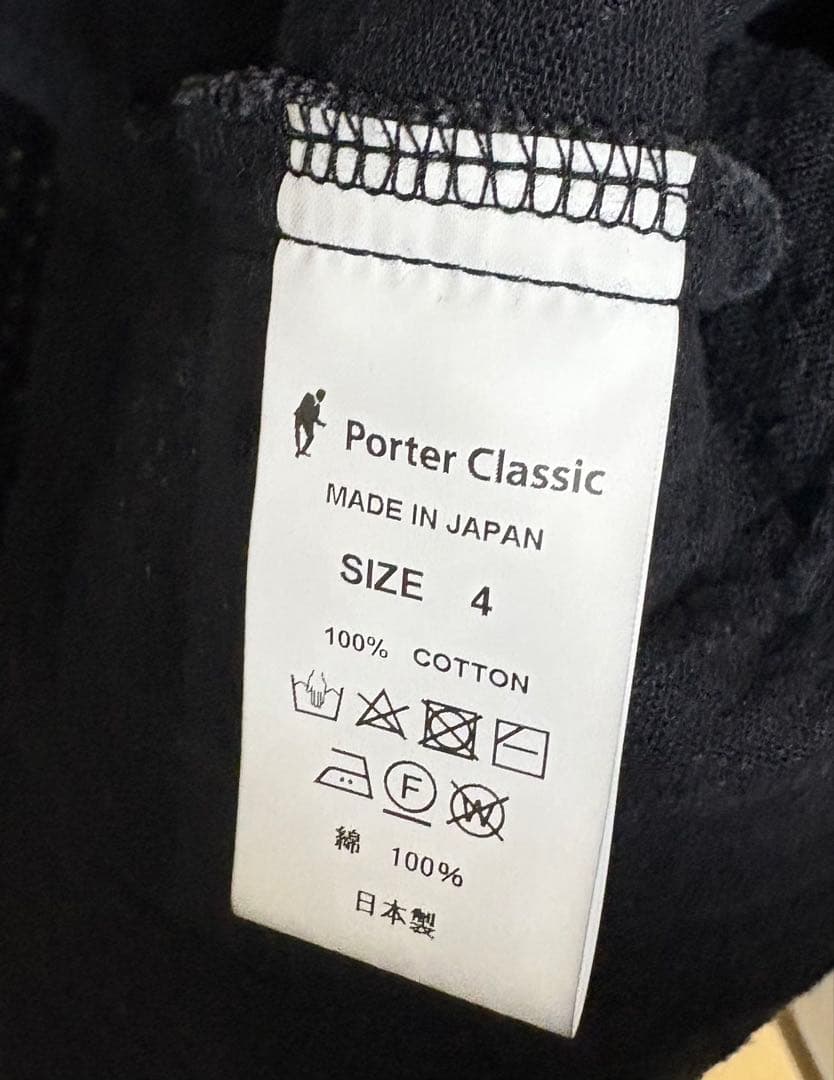 Porter Classic
MADE IN JAPAN
SIZE 4
100% COTTON
F W
綿 100%
日本製